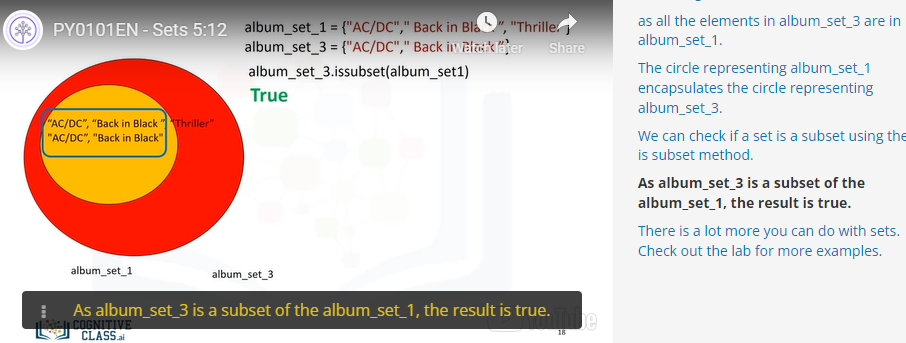 PY0101EN - Sets 5:12
album_set_1 = {"AC/DC"," Back in Black ", "Thriller"}
album_set_3 = {"AC/DC"," Back in Black "}
Watch later
Share
album_set_3.issubset(album_set1)
True
"AC/DC", "Back in Black", "Thriller"
"AC/DC", "Back in Black"
album_set_1
album_set_3
As album_set_3 is a subset of the album_set_1, the result is true.
COGNITIVE
CLASS.ai
YouTube
18
as all the elements in album_set_3 are in
album_set_1.
The circle representing album_set_1
encapsulates the circle representing
album_set_3.
We can check if a set is a subset using the
is subset method.
As album_set_3 is a subset of the
album_set_1, the result is true.
There is a lot more you can do with sets.
Check out the lab for more examples.